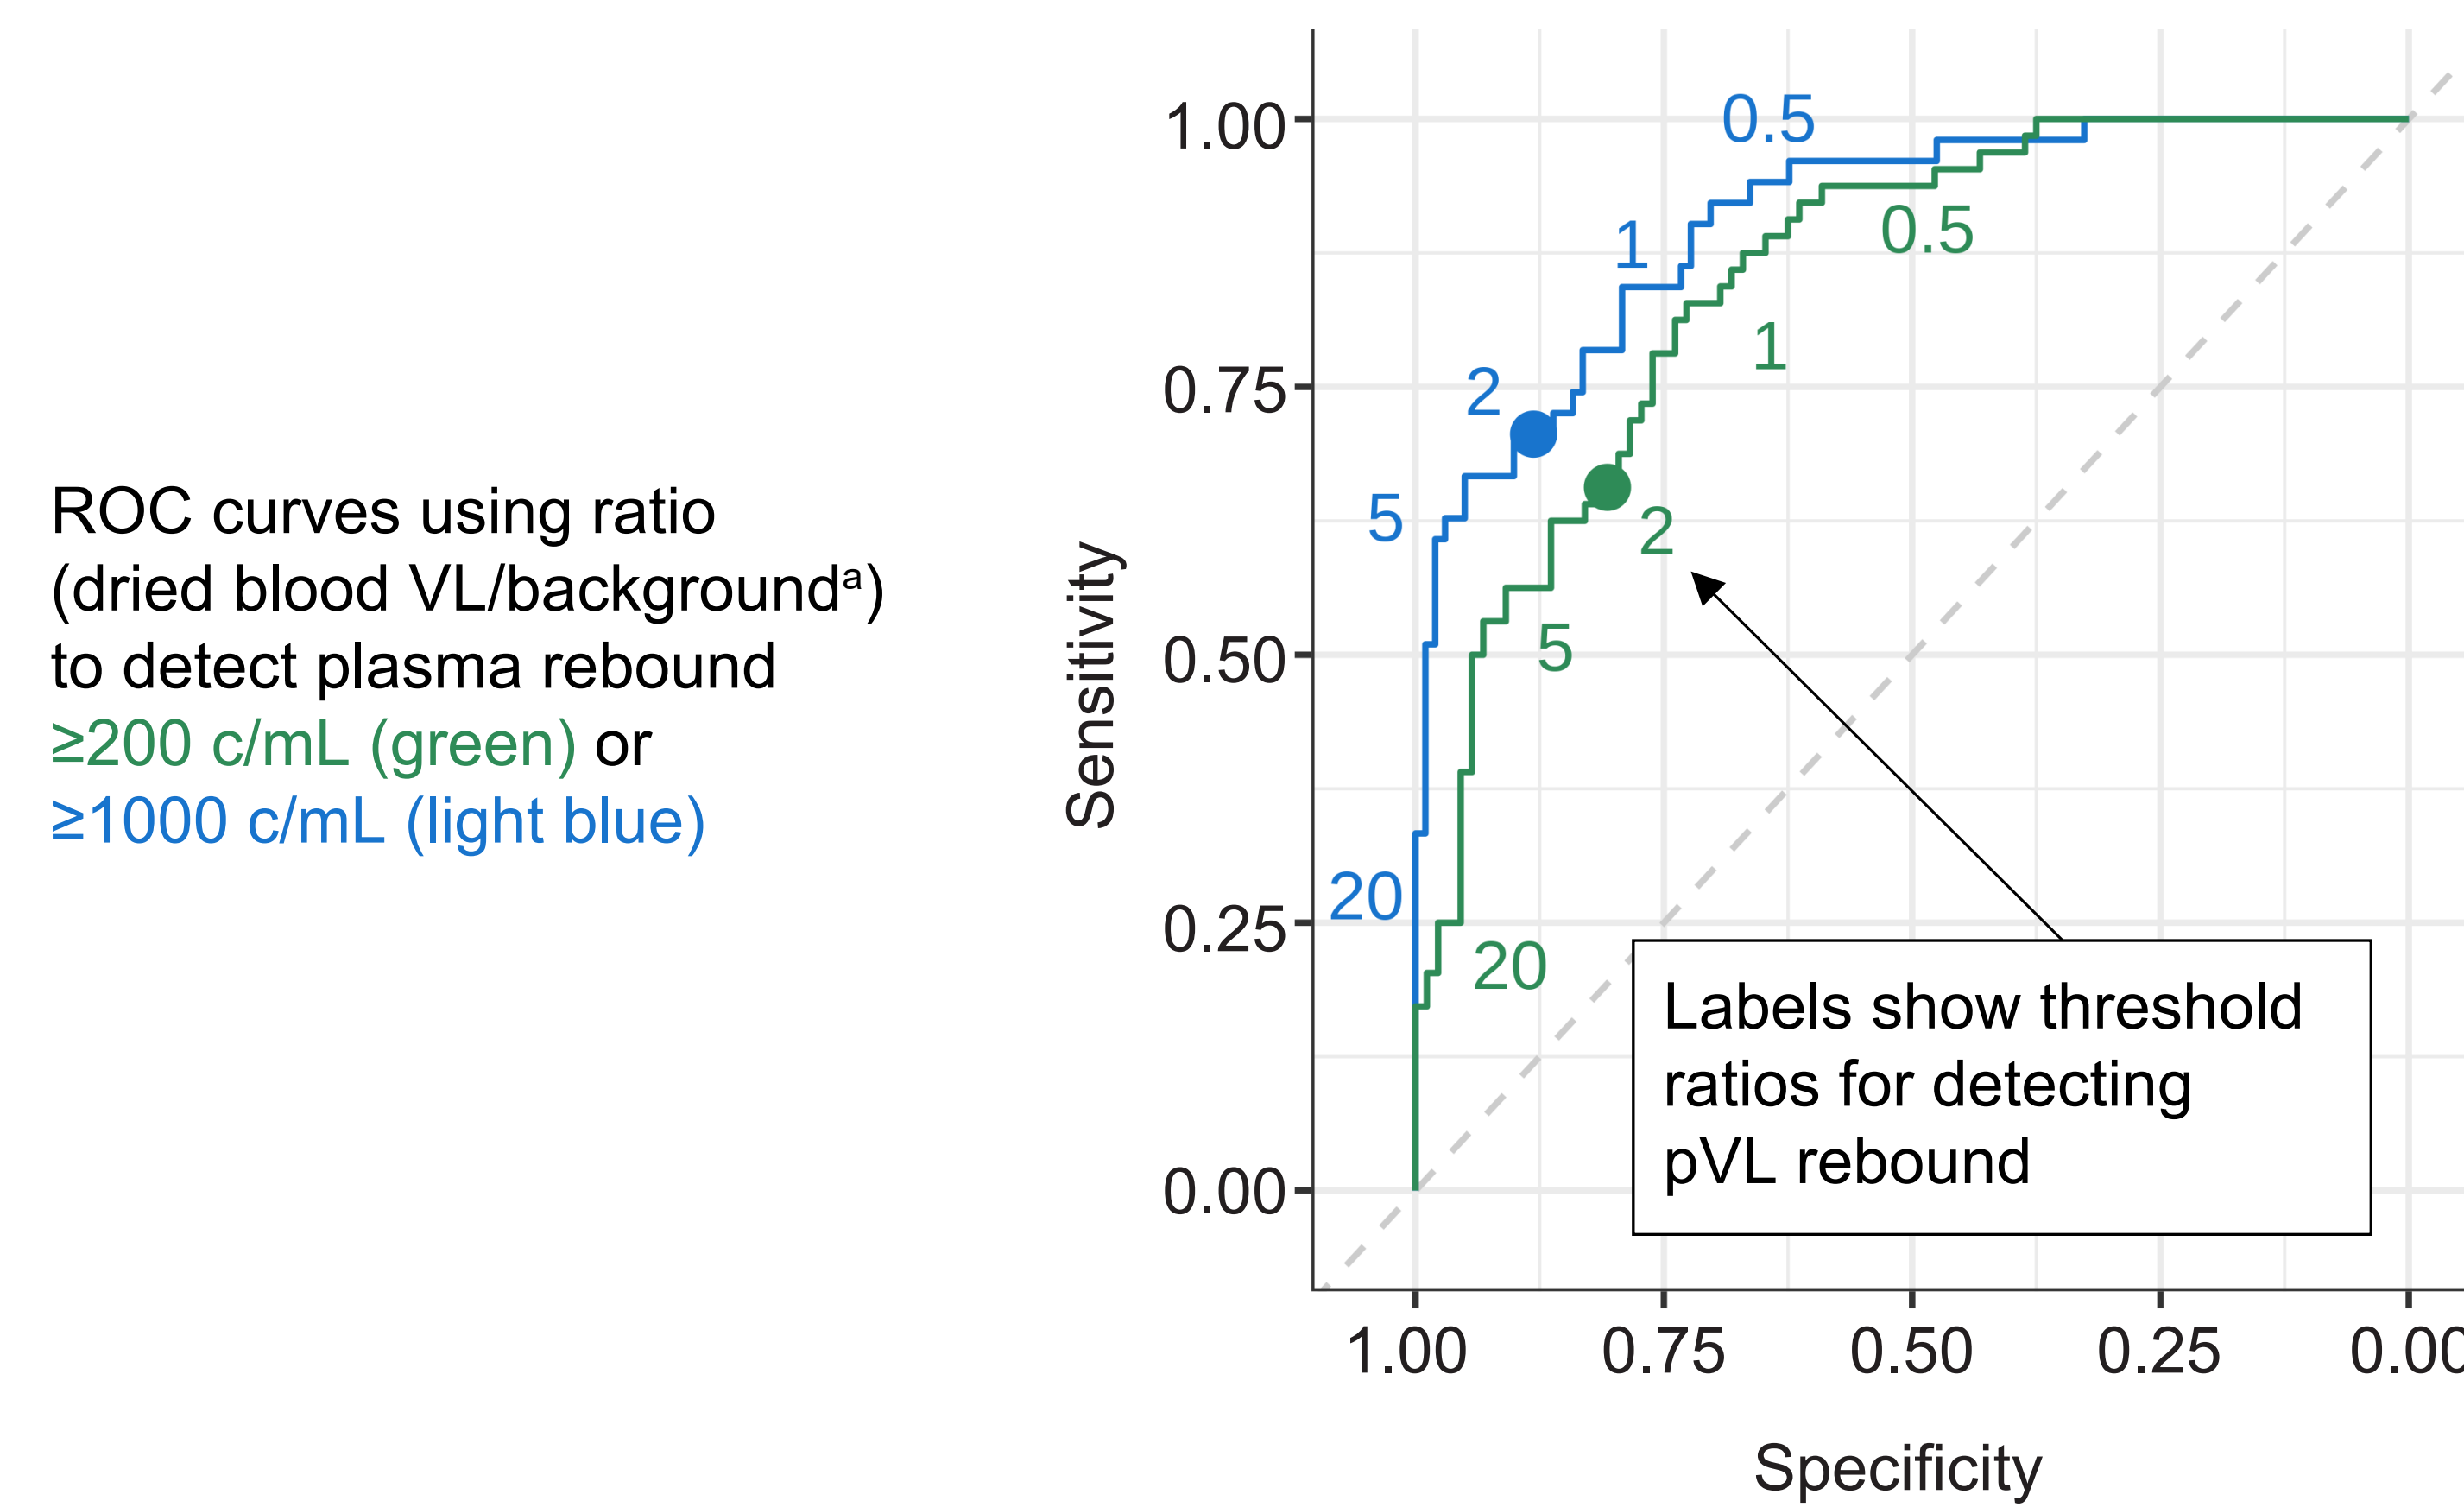 ROC curves using ratio
(dried blood VL/backgroundᵃ)
to detect plasma rebound
≥200 c/mL (green) or
≥1000 c/mL (light blue)
Sensitivity
1.00
0.75
0.50
0.25
0.00
0.5
1
2
5
20
0.5
1
2
5
20
Labels show threshold
ratios for detecting
pVL rebound
1.00 0.75 0.50 0.25 0.00
Specificity